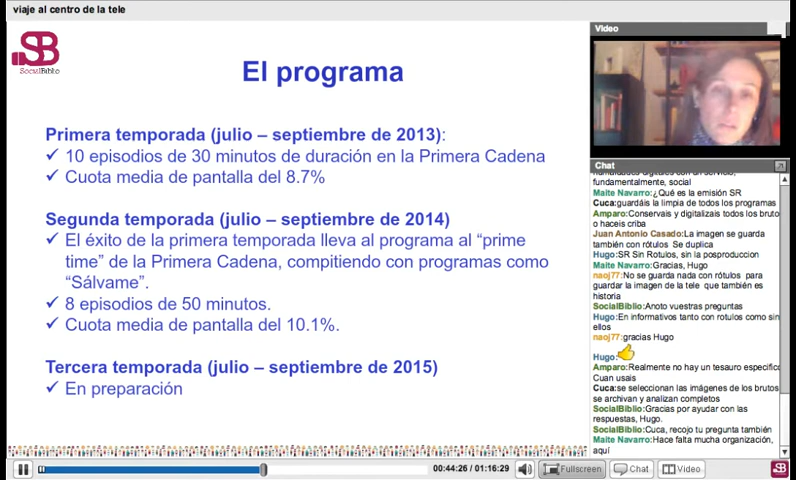 viaje al centro de la tele
SB
SocialBiblio
El programa
Primera temporada (julio – septiembre de 2013):
✓ 10 episodios de 30 minutos de duración en la Primera Cadena
✓ Cuota media de pantalla del 8.7%
Segunda temporada (julio – septiembre de 2014)
✓ El éxito de la primera temporada lleva al programa al “prime
time” de la Primera Cadena, compitiendo con programas como
“Sálvame”.
✓ 8 episodios de 50 minutos.
✓ Cuota media de pantalla del 10.1%.
Tercera temporada (julio – septiembre de 2015)
✓ En preparación
Video
Chat
fundamentalmente, social
Maite Navarro:¿Qué es la emisión SR
Cuca:guardáis la limpia de todos los programas
Amparo:Conservais y digitalizais todos los bruto
o haceis criba
Juan Antonio Casado:La imagen se guarda
también con rótulos Se duplica
Hugo:SR Sin Rotulos, sin la posproduccion
Maite Navarro:Gracias, Hugo
naoj77:No se guarda nada con rótulos para
guardar la imagen de la tele que también es
historia
SocialBiblio:Anoto vuestras preguntas
Hugo:En informativos tanto con rotulos como sin
ellos
naoj77:gracias Hugo
Hugo:
Amparo:Realmente no hay un tesauro especifico
Cuan usais
Cuca:se seleccionan las imágenes de los brutos
se archivan y analizan completos
SocialBiblio:Gracias por ayudar con las
respuestas, Hugo.
SocialBiblio:Cuca, recojo tu pregunta también
Maite Navarro:Hace falta mucha organización,
aquí
00:44:26 / 01:16:29
Fullscreen
Chat
Video
SB